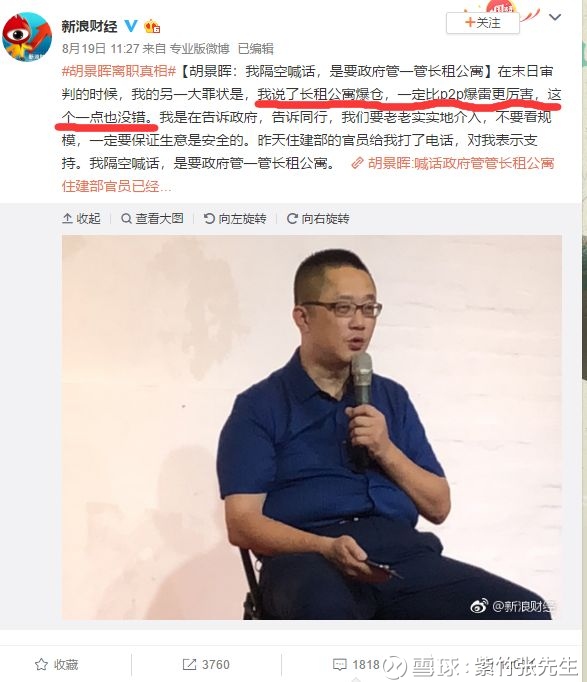 新浪财经
+关注
8月19日 11:27 来自 专业版微博 已编辑
#胡景晖离职真相#【胡景晖：我隔空喊话，是要政府管一管长租公寓】在末日审
判的时候，我的另一大罪状是，我说了长租公寓爆仓，一定比p2p爆雷更厉害，这
个一点也没错。我是在告诉政府，告诉同行，我们要老老实实地介入，不要看规
模，一定要保证生意是安全的。昨天住建部的官员给我打了电话，对我表示支
持。我隔空喊话，是要政府管一管长租公寓。 胡景晖:喊话政府管管长租公寓
住建部官员已经...
收起 查看大图 向左旋转 向右旋转
@新浪财经
收藏 3760 1818
雪球：紫竹张先生